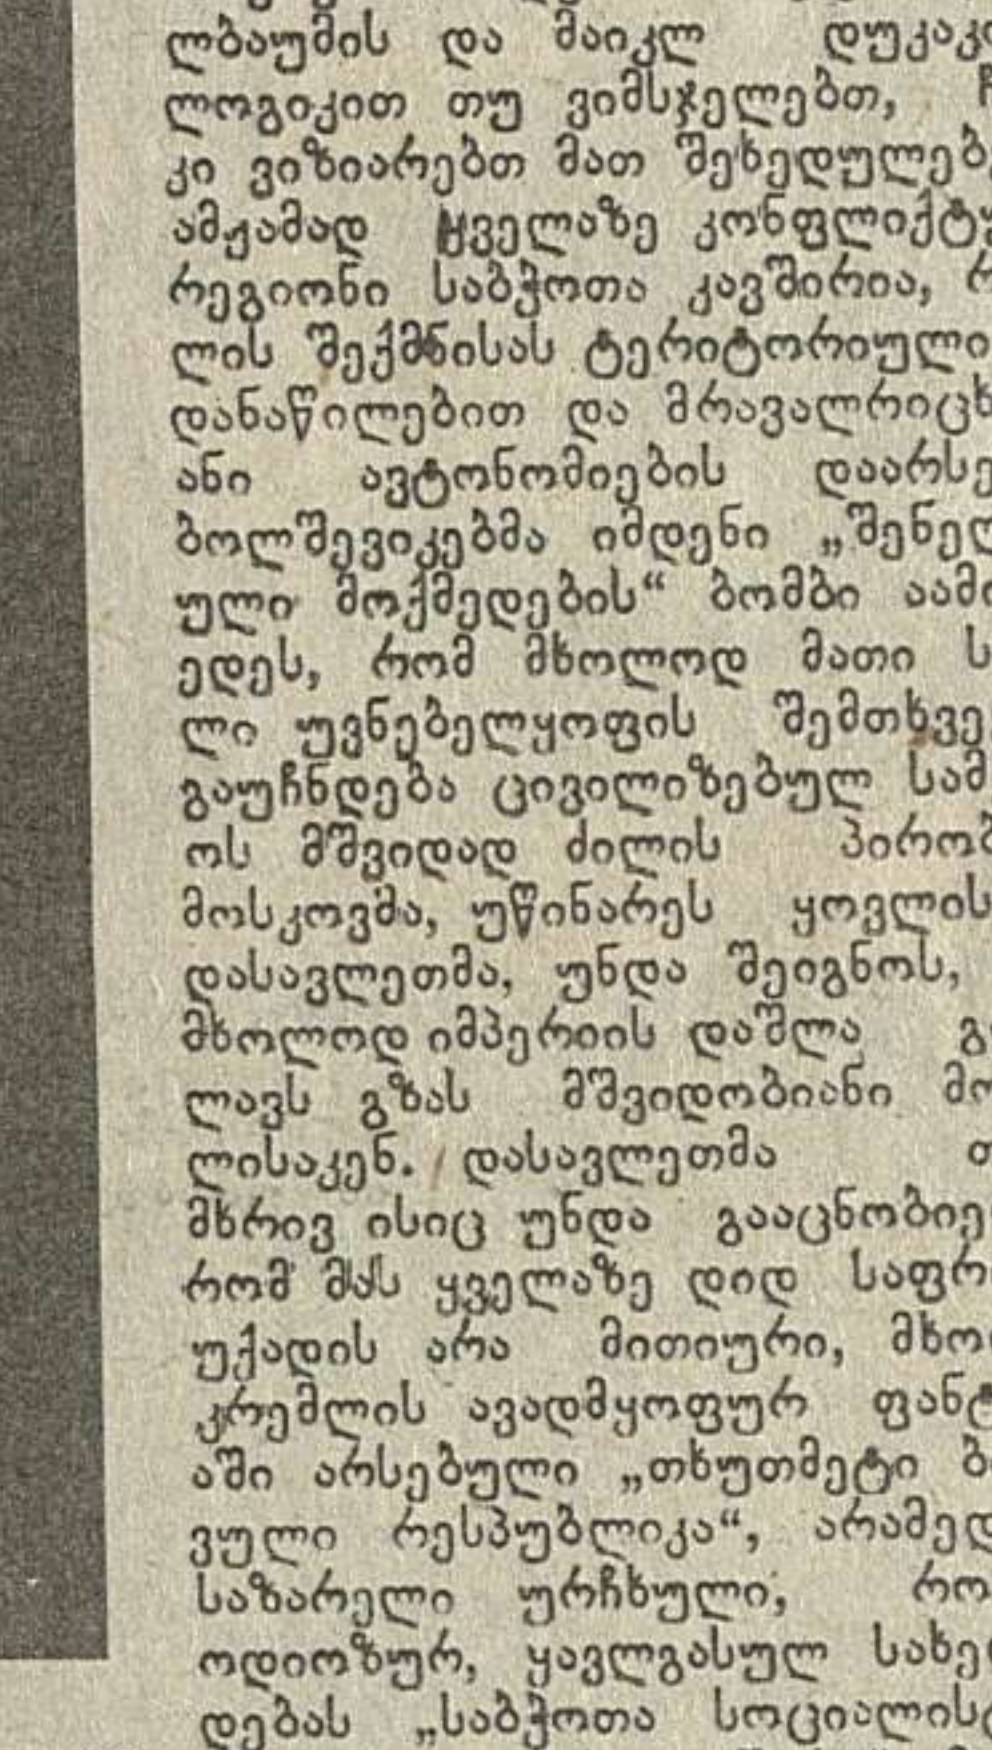 ლბაუმის და მაიკლ დუკაკ
ლოგიკით თუ ვიმსჯელებთ,
კი ვიზიარებთ მათ შეხედულებ
ამჟამად ყველაზე კონფლიქტ
რეგიონი საბჭოთა კავშირია,
ლის შექმნისას ტერიტორიული
დანაწილებით და მრავალრიცხ
ანი ავტონომიების დაარსე
ბოლშევიკებმა იმდენი „შენელ
ული მოქმედების“ ბომბი აამ
ედეს, რომ მხოლოდ მათი ს
ლი უვნებელყოფის შემთხვე
გაუჩნდება ცივილიზებულ სამ
ოს მშვიდად ძილის პირობ
მოსკოვმა, უწინარეს ყოვლის
დასავლეთმა, უნდა შეიგნოს,
მხოლოდ იმპერიის დაშლა გ
ლავს გზას მშვიდობიანი მო
ლისაკენ. დასავლეთმა თ
მხრივ ისიც უნდა გააცნობიე
რომ მას ყველაზე დიდ საფრ
უქადის არა მითიური, მხო
კრემლის ავადმყოფურ ფანტ
აში არსებული „თხუთმეტი ბ
ვული რესპუბლიკა“, არამედ
საზარელი ურჩხული, რო
ოდიოზურ, ყავლგასულ სახე
დებას „საბჭოთა სოციალისტ